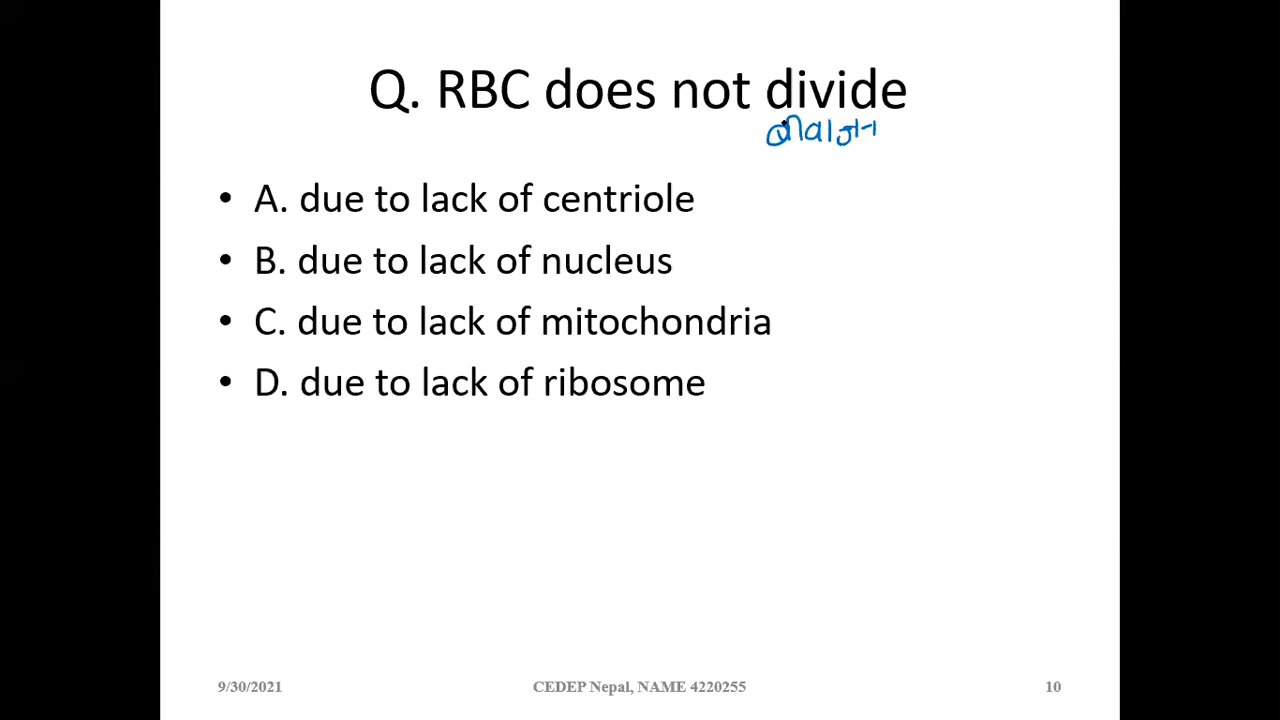 Q. RBC does not divide
• A. due to lack of centriole
• B. due to lack of nucleus
• C. due to lack of mitochondria
• D. due to lack of ribosome
9/30/2021 CEDEP Nepal, NAME 4220255 10